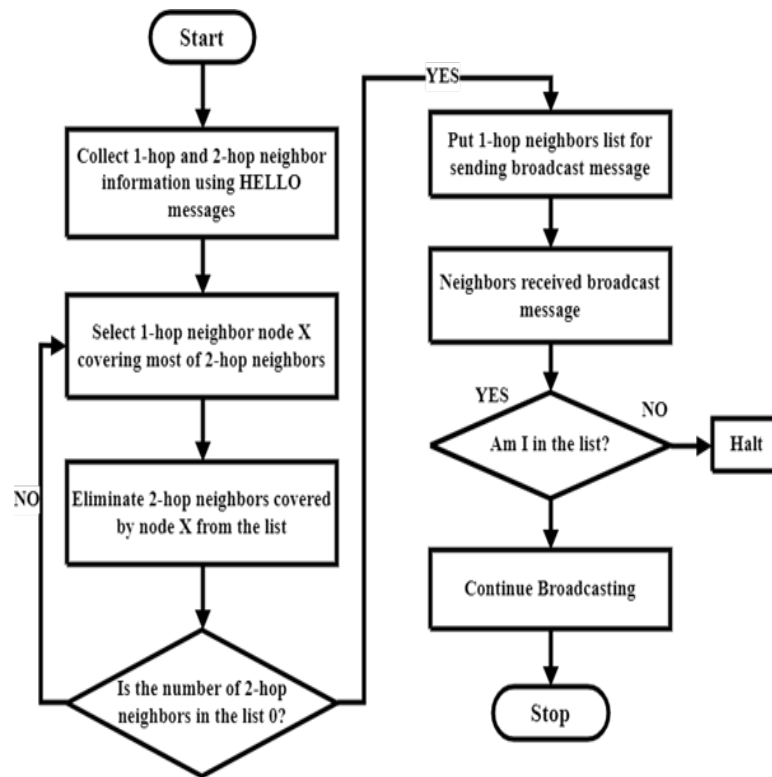 Start
Collect 1-hop and 2-hop neighbor
information using HELLO
messages
Select 1-hop neighbor node X
covering most of 2-hop neighbors
Eliminate 2-hop neighbors covered
by node X from the list
NO
Is the number of 2-hop
neighbors in the list 0?
YES
Put 1-hop neighbors list for
sending broadcast message
Neighbors received broadcast
message
YES
NO
Am I in the list?
Halt
Continue Broadcasting
Stop